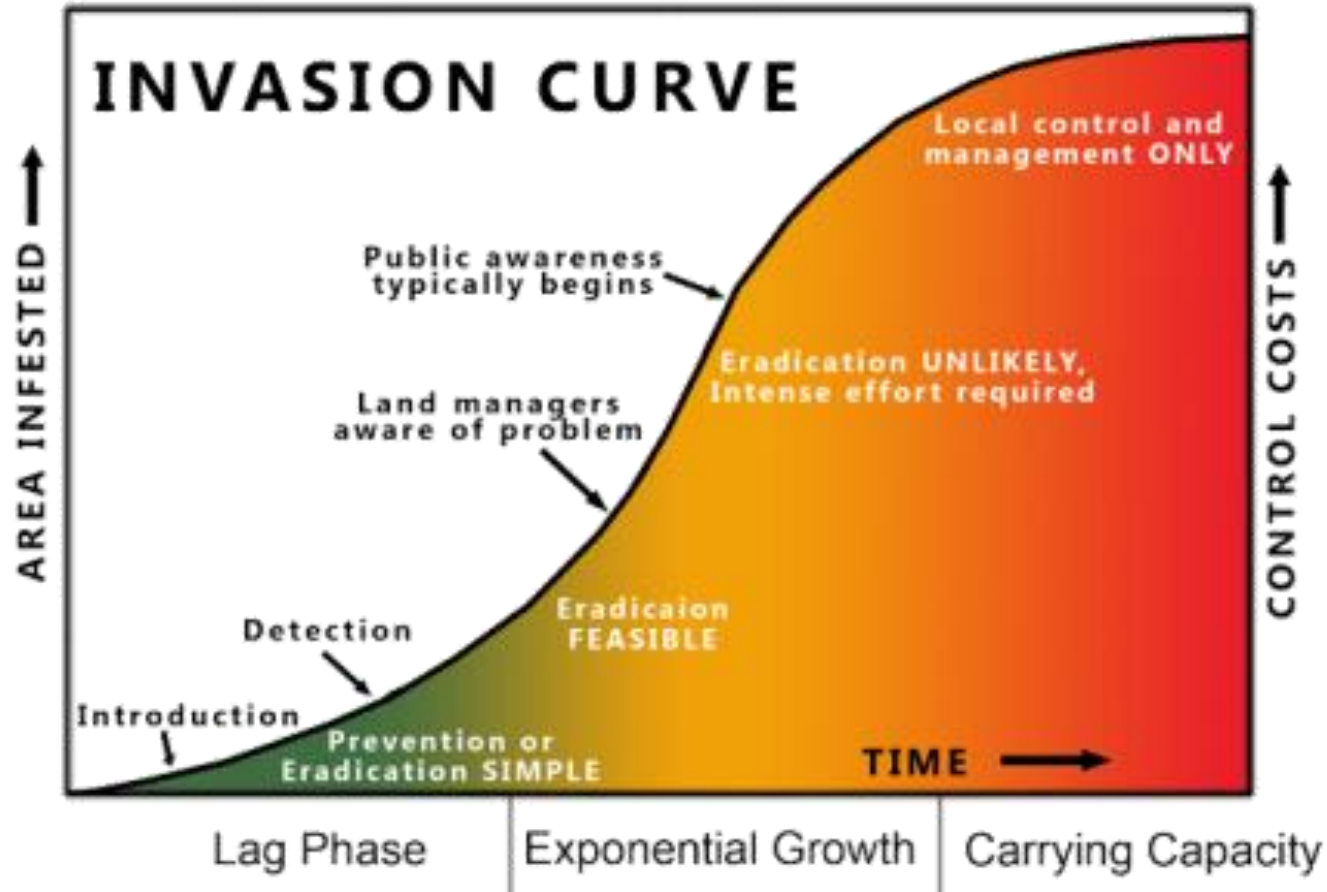 INVASION CURVE
Local control and
management ONLY
Public awareness
typically begins
Eradication UNLIKELY,
Intense effort required
Land managers
aware of problem
Eradicaion
FEASIBLE
Detection
Introduction
Prevention or
Eradication SIMPLE
TIME
AREA INFESTED
CONTROL COSTS
Lag Phase
Exponential Growth
Carrying Capacity